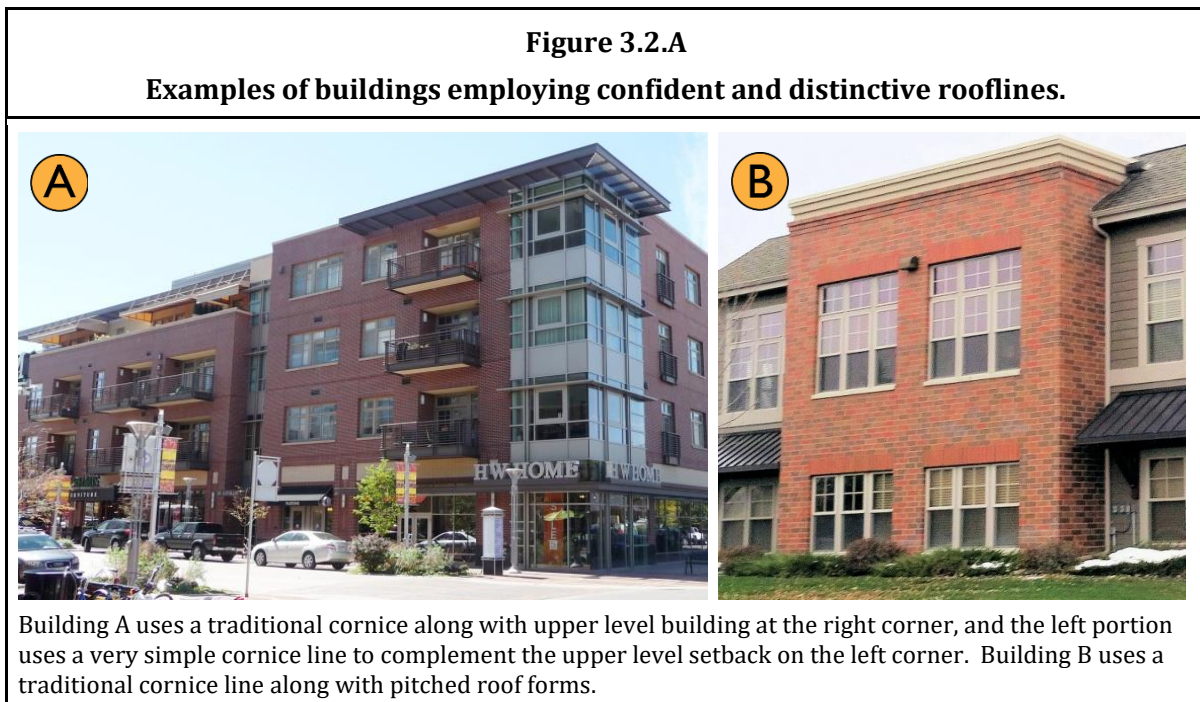 Figure 3.2.A
Examples of buildings employing confident and distinctive rooflines.
A
B
HW HOME
HW HOME
Building A uses a traditional cornice along with upper level building at the right corner, and the left portion
uses a very simple cornice line to complement the upper level setback on the left corner.  Building B uses a
traditional cornice line along with pitched roof forms.